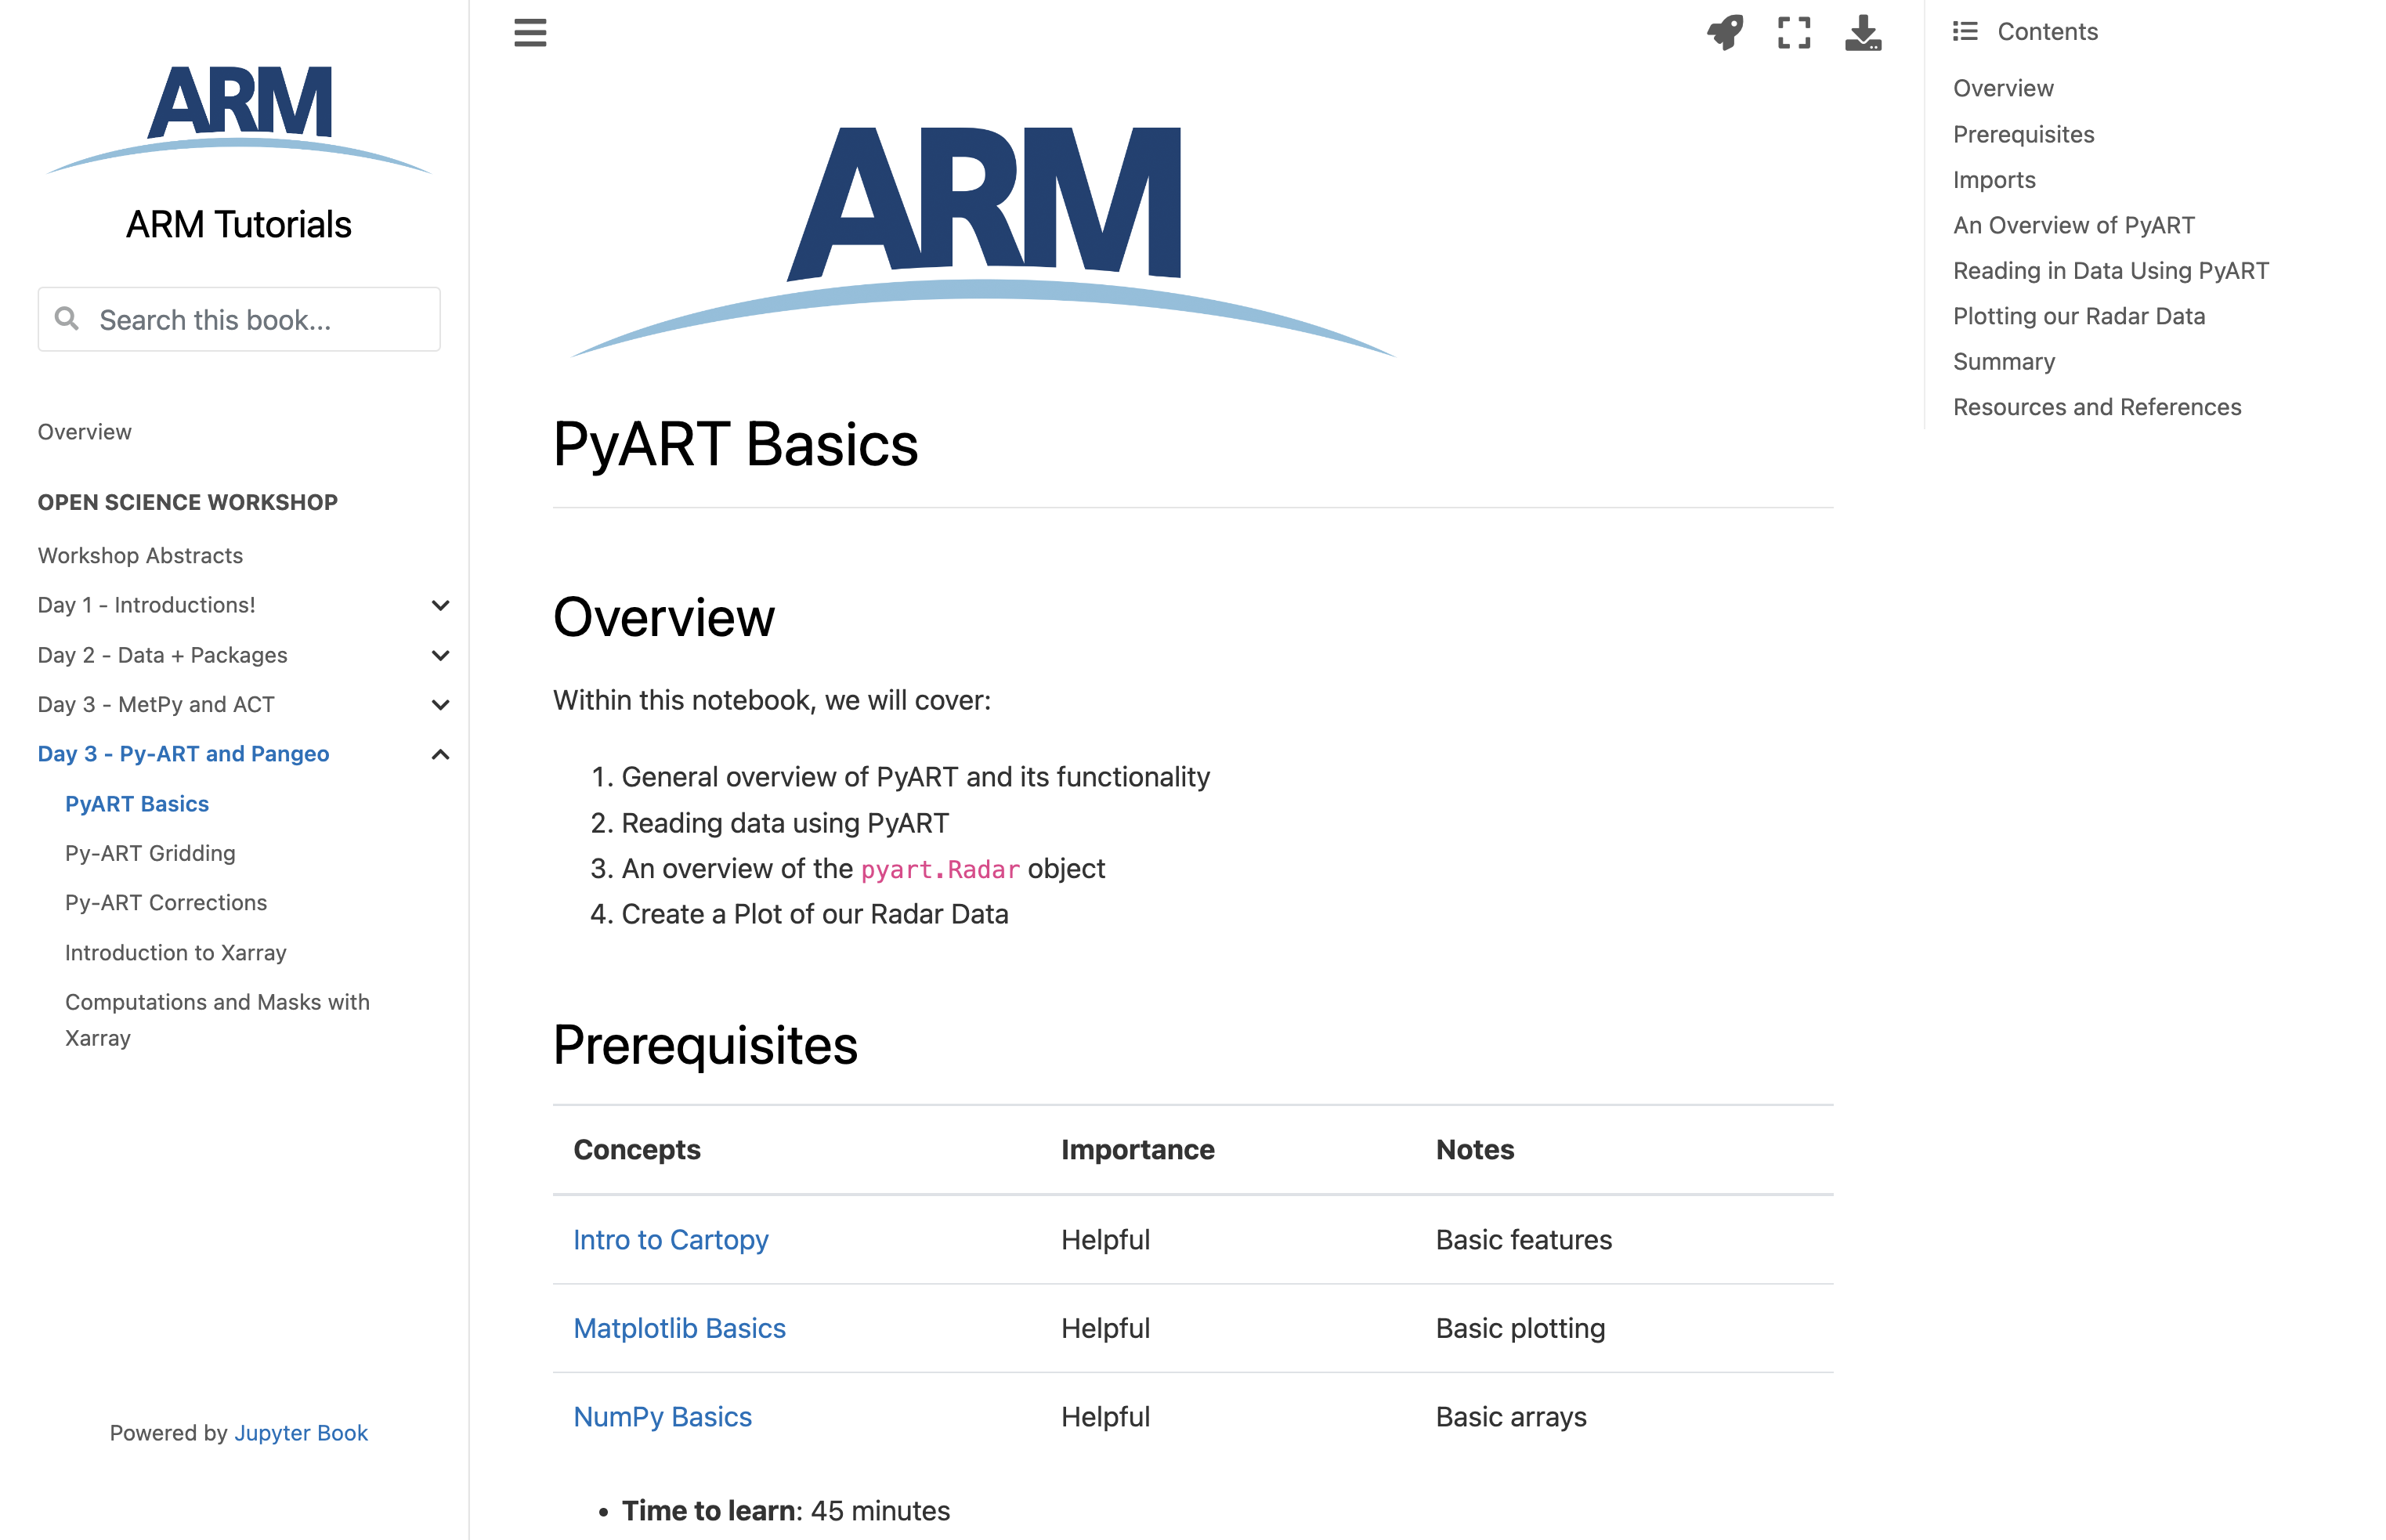 ARM
ARM Tutorials
Search this book...
Overview
OPEN SCIENCE WORKSHOP
Workshop Abstracts
Day 1 - Introductions!
Day 2 - Data + Packages
Day 3 - MetPy and ACT
Day 3 - Py-ART and Pangeo
PyART Basics
Py-ART Gridding
Py-ART Corrections
Introduction to Xarray
Computations and Masks with
Xarray
Powered by Jupyter Book
ARM
PyART Basics
Overview
Within this notebook, we will cover:
1. General overview of PyART and its functionality
2. Reading data using PyART
3. An overview of the pyart.Radar object
4. Create a Plot of our Radar Data
Prerequisites
Concepts Importance Notes
Intro to Cartopy Helpful Basic features
Matplotlib Basics Helpful Basic plotting
NumPy Basics Helpful Basic arrays
• Time to learn: 45 minutes
Contents
Overview
Prerequisites
Imports
An Overview of PyART
Reading in Data Using PyART
Plotting our Radar Data
Summary
Resources and References